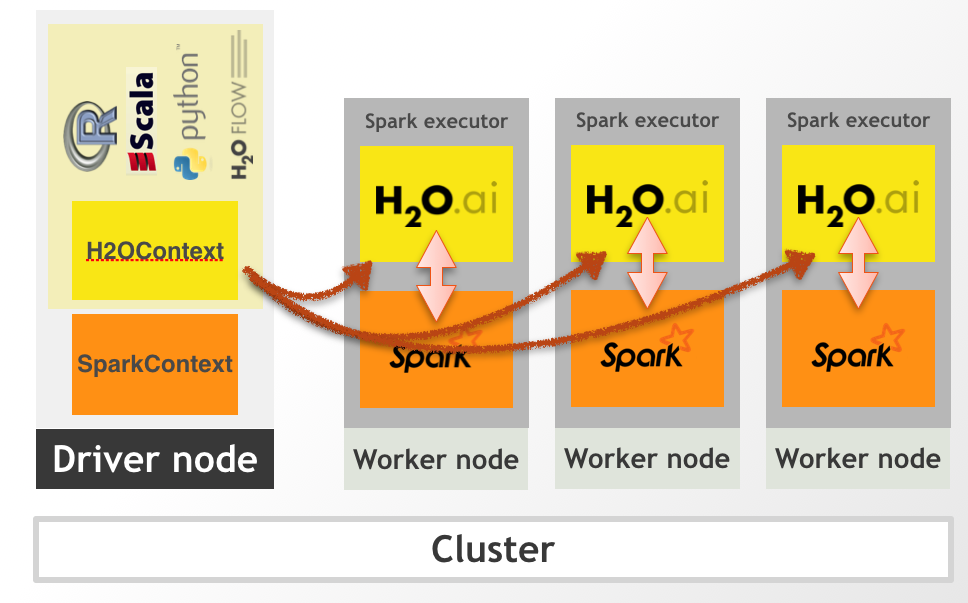 R
Scala
python™
H2O FLOW
H2OContext
SparkContext
Driver node
Spark executor
H2O.ai
Spark
Worker node
Spark executor
H2O.ai
Spark
Worker node
Spark executor
H2O.ai
Spark
Worker node
Cluster